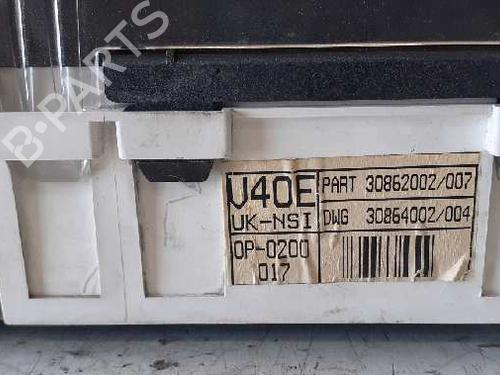 B-PARTS
V40E
UK-NSI
OP-0200
017
PART 30862002/007
DWG 30864002/004